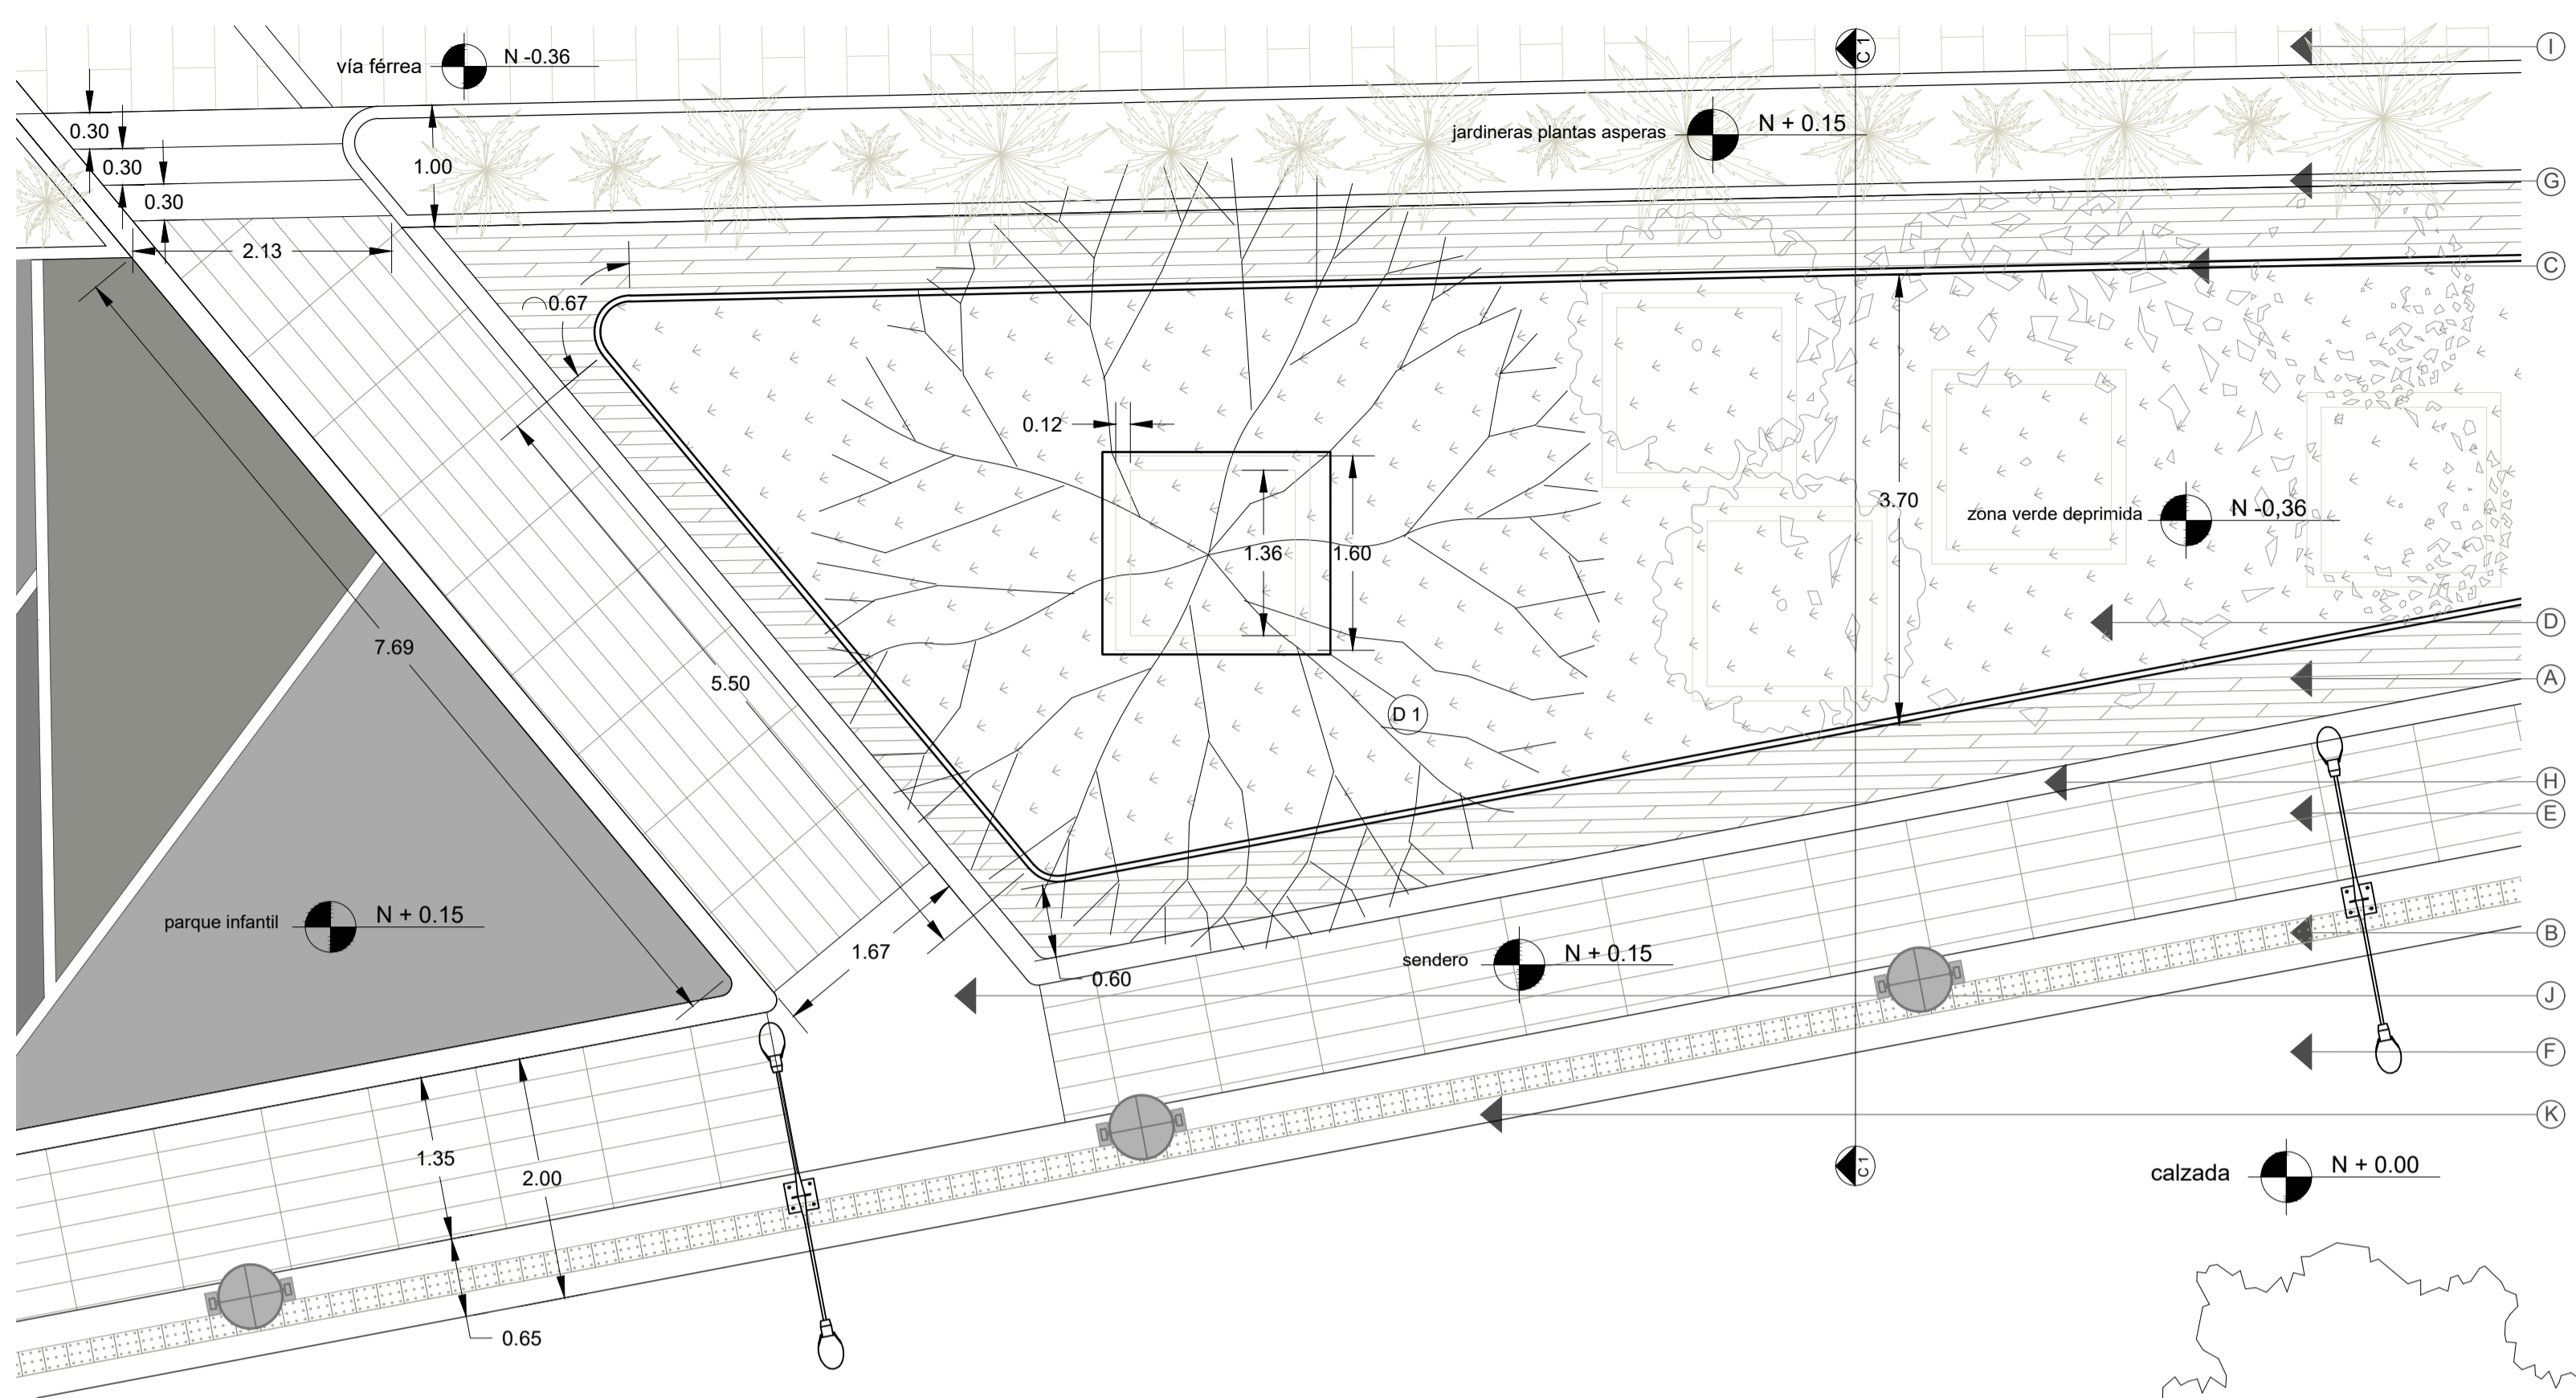 vía férrea
N -0.36
C1
I
0.30
0.30
0.30
1.00
jardineras plantas asperas
N + 0.15
G
2.13
C
0.67
0.12
1.36
1.60
3.70
zona verde deprimida
N -0,36
D
7.69
5.50
A
D 1
H
E
parque infantil
N + 0.15
1.67
0.60
sendero
N + 0.15
B
J
F
K
1.35
2.00
C1
calzada
N + 0.00
0.65